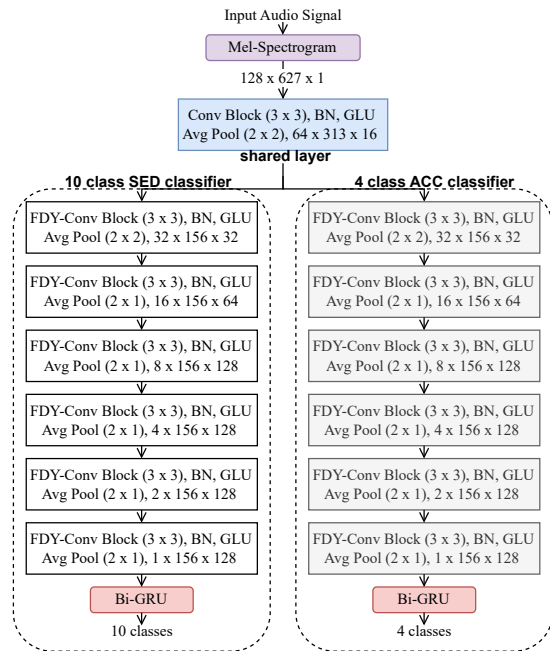 Input Audio Signal
Mel-Spectrogram
128 x 627 x 1
Conv Block (3 x 3), BN, GLU
Avg Pool (2 x 2), 64 x 313 x 16
shared layer
10 class SED classifier
FDY-Conv Block (3 x 3), BN, GLU
Avg Pool (2 x 2), 32 x 156 x 32
FDY-Conv Block (3 x 3), BN, GLU
Avg Pool (2 x 1), 16 x 156 x 64
FDY-Conv Block (3 x 3), BN, GLU
Avg Pool (2 x 1), 8 x 156 x 128
FDY-Conv Block (3 x 3), BN, GLU
Avg Pool (2 x 1), 4 x 156 x 128
FDY-Conv Block (3 x 3), BN, GLU
Avg Pool (2 x 1), 2 x 156 x 128
FDY-Conv Block (3 x 3), BN, GLU
Avg Pool (2 x 1), 1 x 156 x 128
Bi-GRU
10 classes
4 class ACC classifier
FDY-Conv Block (3 x 3), BN, GLU
Avg Pool (2 x 2), 32 x 156 x 32
FDY-Conv Block (3 x 3), BN, GLU
Avg Pool (2 x 1), 16 x 156 x 64
FDY-Conv Block (3 x 3), BN, GLU
Avg Pool (2 x 1), 8 x 156 x 128
FDY-Conv Block (3 x 3), BN, GLU
Avg Pool (2 x 1), 4 x 156 x 128
FDY-Conv Block (3 x 3), BN, GLU
Avg Pool (2 x 1), 2 x 156 x 128
FDY-Conv Block (3 x 3), BN, GLU
Avg Pool (2 x 1), 1 x 156 x 128
Bi-GRU
4 classes